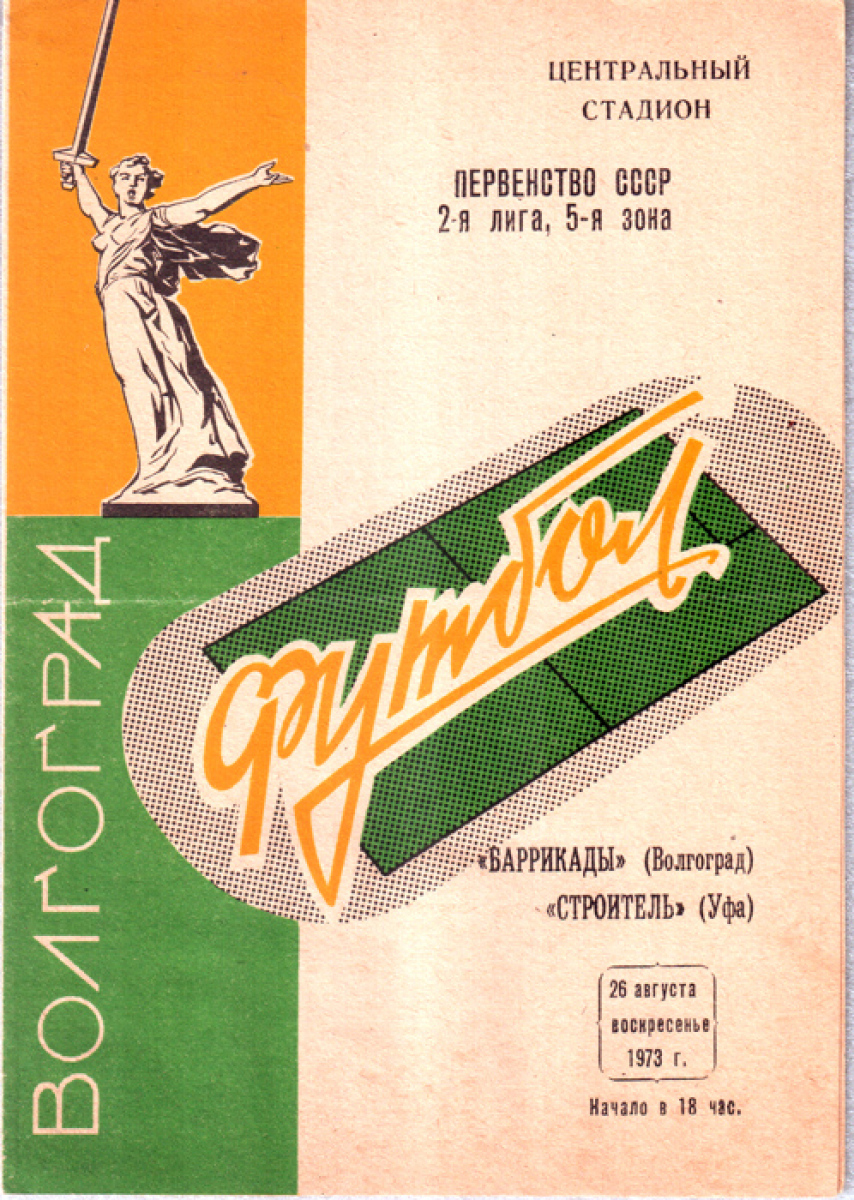 ЦЕНТРАЛЬНЫЙ
СТАДИОН
ПЕРВЕНСТВО СССР
2-я лига, 5-я зона
ВОЛГОГРАД
футбол
«БАРРИКАДЫ» (Волгоград)
«СТРОИТЕЛЬ» (Уфа)
26 августа
воскресенье
1973 г.
Начало в 18 час.